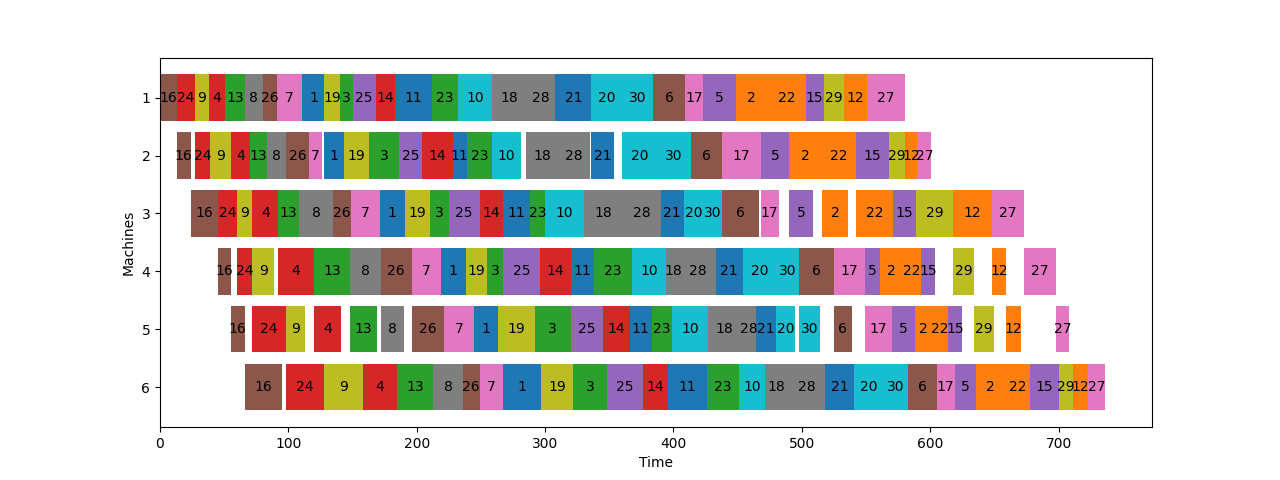 1 16 24 9 4 13 8 26 7 1 19 3 25 14 11 23 10 18 28 21 20 30 6 17 5 2 22 15 29 12 27
2 16 24 9 4 13 8 26 7 1 19 3 25 14 11 23 10 18 28 21 20 30 6 17 5 2 22 15 29 12 27
3 16 24 9 4 13 8 26 7 1 19 3 25 14 11 23 10 18 28 21 20 30 6 17 5 2 22 15 29 12 27
4 16 24 9 4 13 8 26 7 1 19 3 25 14 11 23 10 18 28 21 20 30 6 17 5 2 22 15 29 12 27
5 16 24 9 4 13 8 26 7 1 19 3 25 14 11 23 10 18 28 21 20 30 6 17 5 2 22 15 29 12 27
6 16 24 9 4 13 8 26 7 1 19 3 25 14 11 23 10 18 28 21 20 30 6 17 5 2 22 15 29 12 27
Machines
0 100 200 300 400 500 600 700
Time